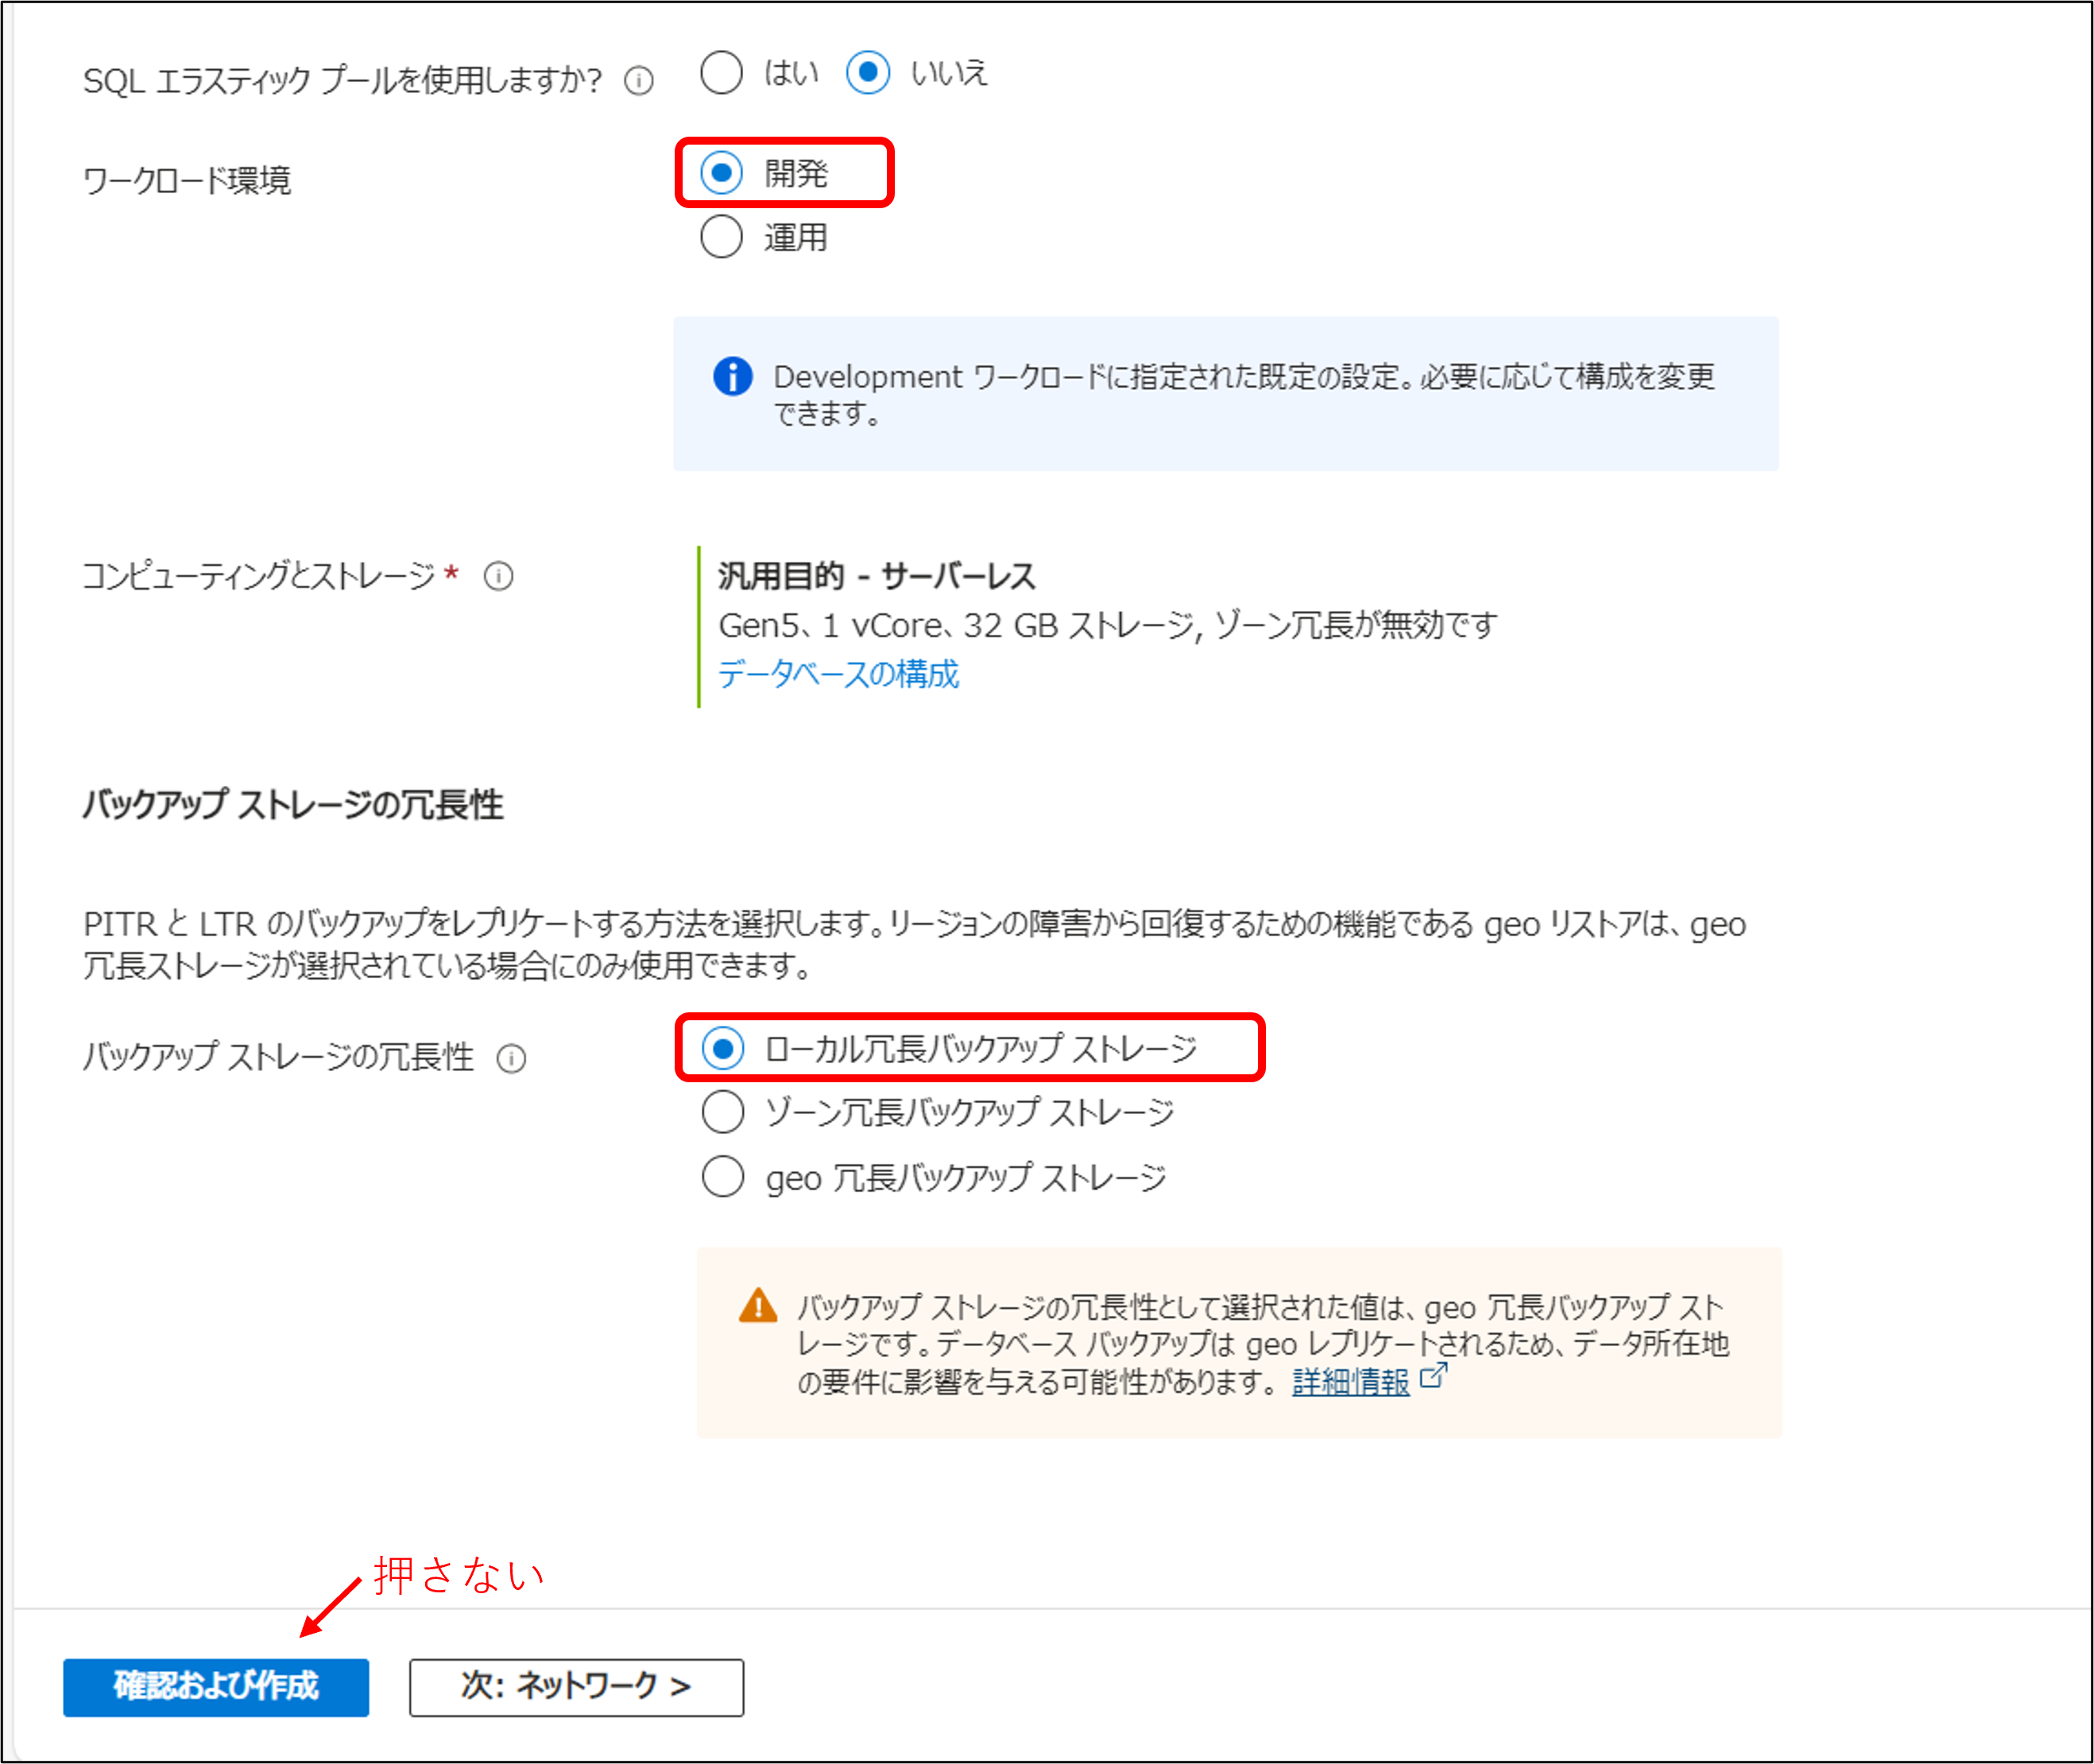 SQL エラスティック プールを使用しますか?
はい
いいえ
ワークロード環境
開発
運用
Development ワークロードに指定された既定の設定。必要に応じて構成を変更
できます。
コンピューティングとストレージ *
汎用目的 - サーバーレス
Gen5、1 vCore、32 GB ストレージ, ゾーン冗長が無効です
データベースの構成
バックアップ ストレージの冗長性
PITR と LTR のバックアップをレプリケートする方法を選択します。リージョンの障害から回復するための機能である geo リストアは、geo
冗長ストレージが選択されている場合にのみ使用できます。
バックアップ ストレージの冗長性
ローカル冗長バックアップ ストレージ
ゾーン冗長バックアップ ストレージ
geo 冗長バックアップ ストレージ
バックアップ ストレージの冗長性として選択された値は、geo 冗長バックアップ スト
レージです。データベース バックアップは geo レプリケートされるため、データ所在地
の要件に影響を与える可能性があります。 詳細情報
押さない
確認および作成
次: ネットワーク >